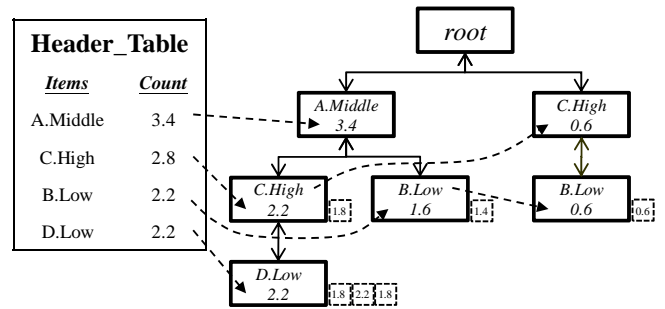 Header_Table
Items Count
A.Middle 3.4
C.High 2.8
B.Low 2.2
D.Low 2.2
root
A.Middle
3.4
C.High
0.6
C.High
2.2
1.8
B.Low
1.6
1.4
B.Low
0.6
0.6
D.Low
2.2
1.8 2.2 1.8